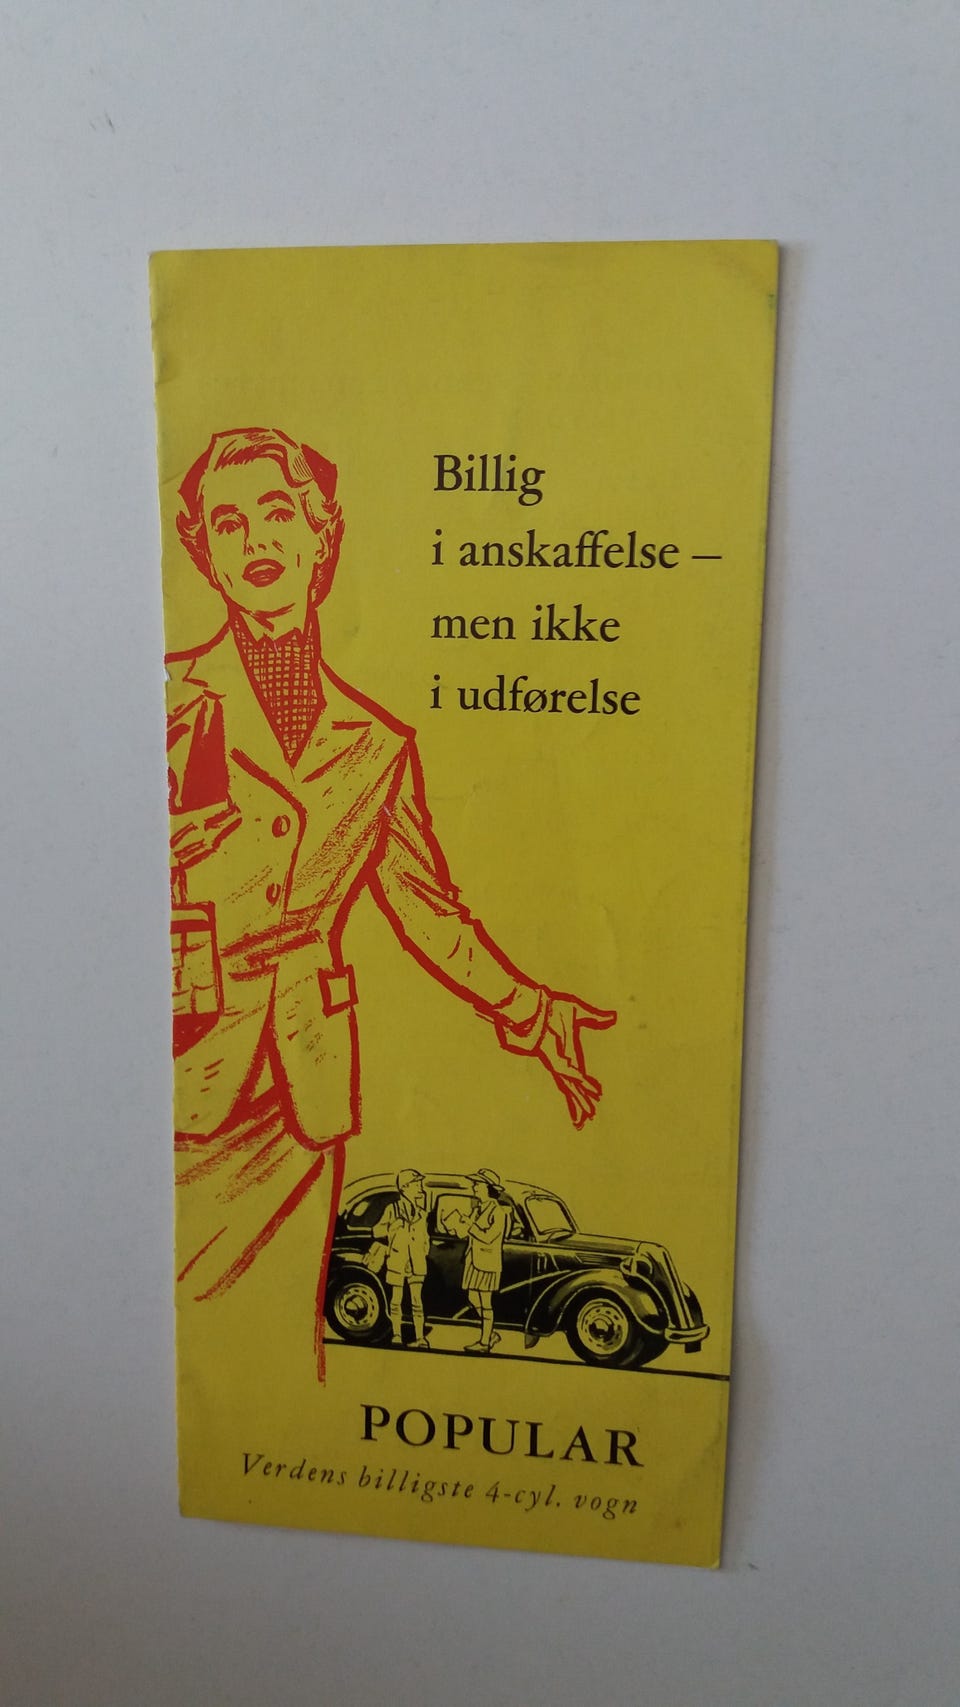 Billig
i anskaffelse –
men ikke
i udførelse
POPULAR
Verdens billigste 4-cyl. vogn